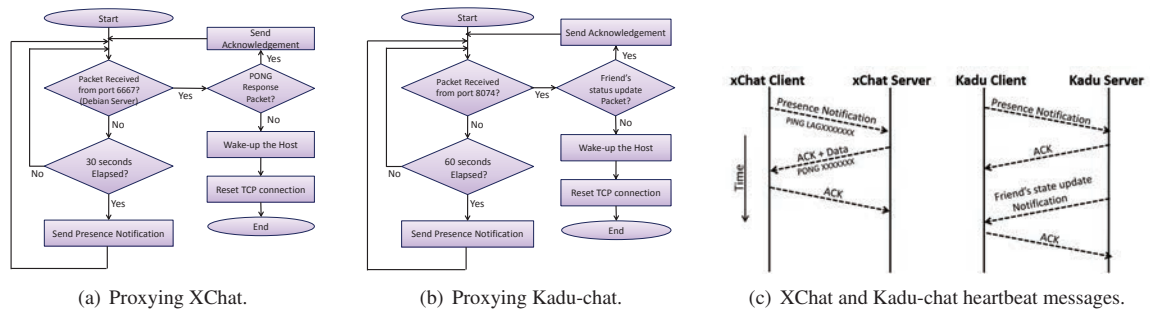 Start
Send
Acknowledgement
Packet Received
from port 6667?
(Debian Server)
Yes
PONG
Response
Packet?
Yes
No
No
Wake-up the Host
30 seconds
Elapsed?
No
Reset TCP connection
Yes
Send Presence Notification
End
(a) Proxying XChat.
Start
Send Acknowledgement
Packet Received
from port 8074?
Yes
Friend's
status update
Packet?
Yes
No
No
Wake-up the Host
60 seconds
Elapsed?
No
Reset TCP connection
Yes
Send Presence Notification
End
(b) Proxying Kadu-chat.
xChat Client
xChat Server
Kadu Client
Kadu Server
Presence Notification
PING LAGXXXXXXX
ACK + Data
PONG XXXXXXX
ACK
Time
Presence Notification
ACK
Friend's state update
Notification
ACK
(c) XChat and Kadu-chat heartbeat messages.